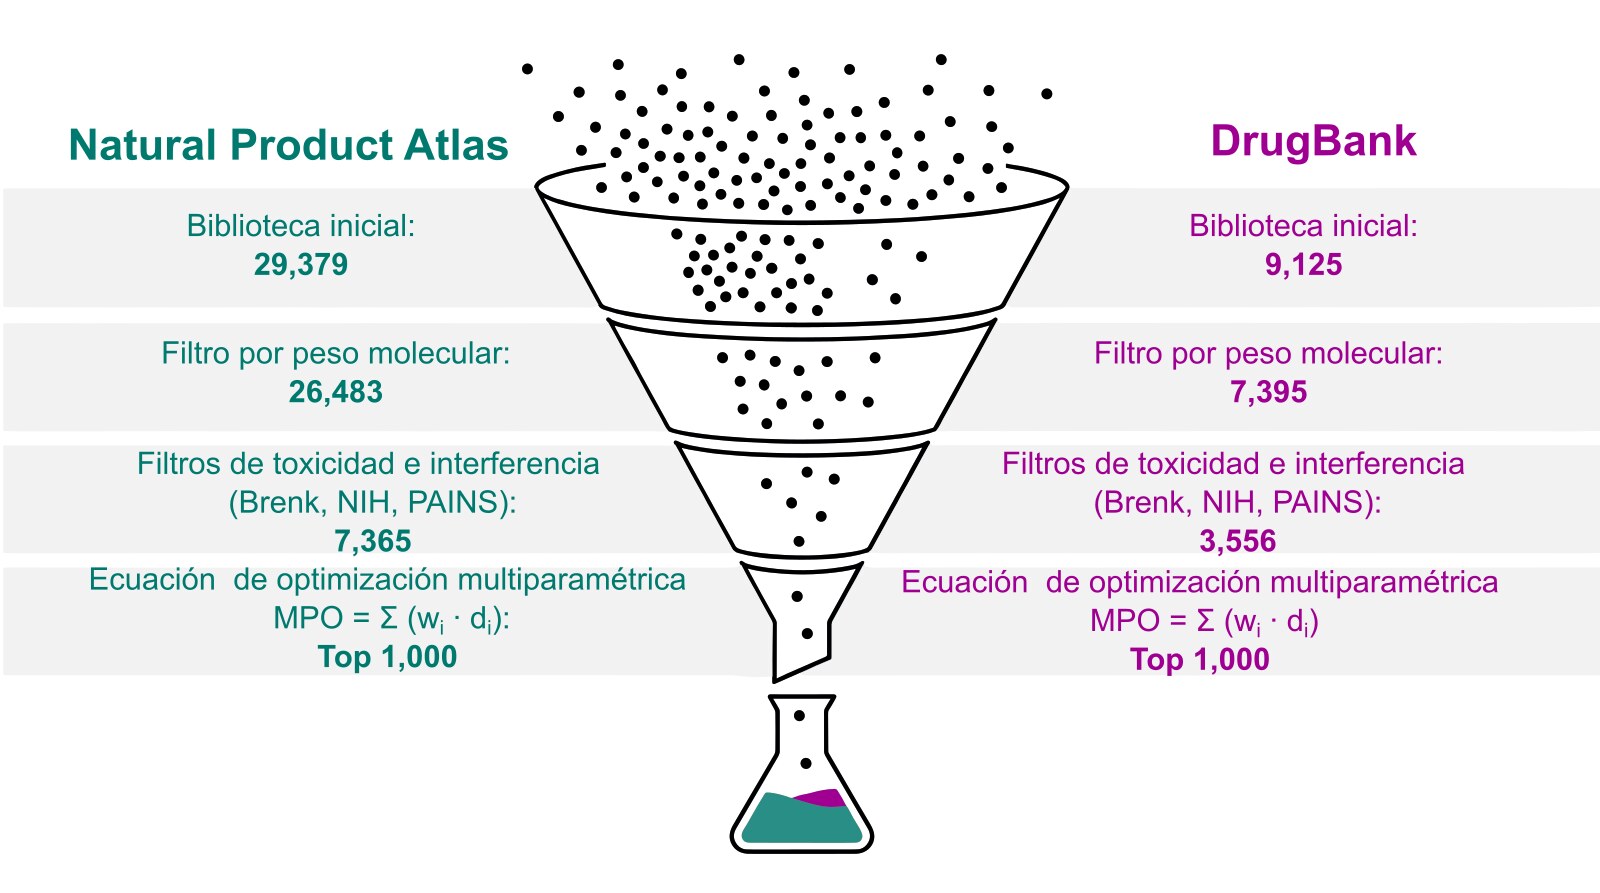 Natural Product Atlas
Biblioteca inicial:
29,379
Filtro por peso molecular:
26,483
Filtros de toxicidad e interferencia
(Brenk, NIH, PAINS):
7,365
Ecuación  de optimización multiparamétrica
MPO = Σ (wᵢ · dᵢ):
Top 1,000
DrugBank
Biblioteca inicial:
9,125
Filtro por peso molecular:
7,395
Filtros de toxicidad e interferencia
(Brenk, NIH, PAINS):
3,556
Ecuación  de optimización multiparamétrica
MPO = Σ (wᵢ · dᵢ)
Top 1,000